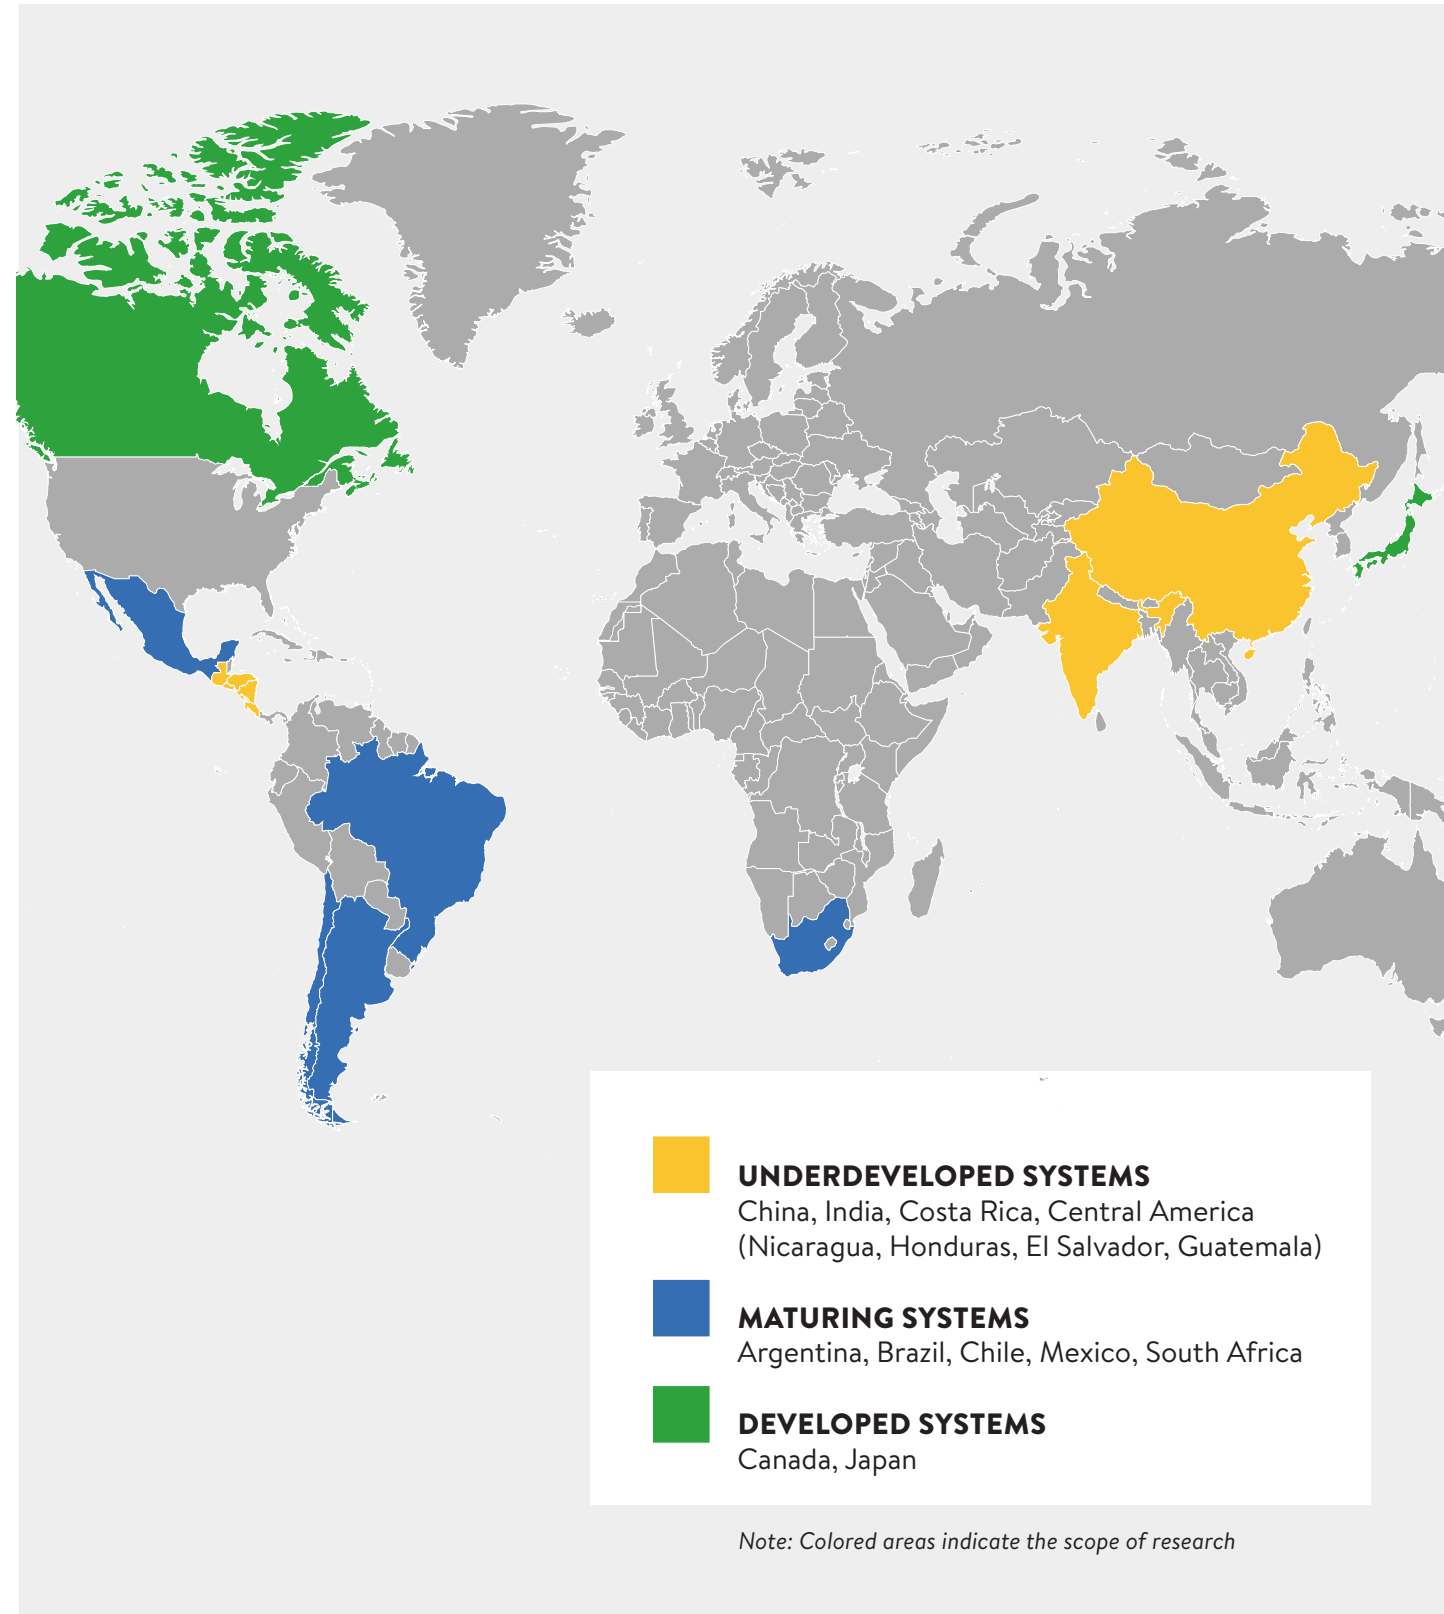 UNDERDEVELOPED SYSTEMS
China, India, Costa Rica, Central America
(Nicaragua, Honduras, El Salvador, Guatemala)
MATURING SYSTEMS
Argentina, Brazil, Chile, Mexico, South Africa
DEVELOPED SYSTEMS
Canada, Japan
Note: Colored areas indicate the scope of research